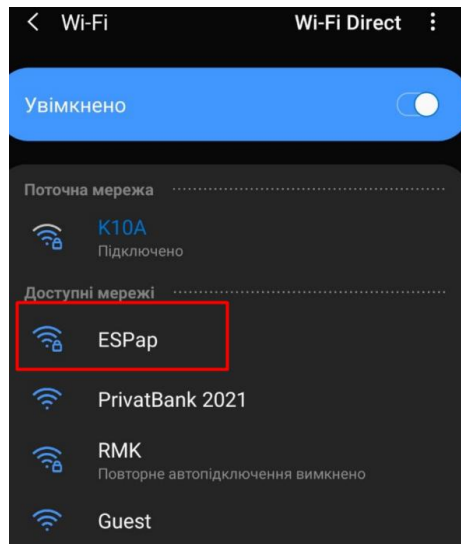 Wi-Fi Wi-Fi Direct
Увімкнено
Поточна мережа
K10A
Підключено
Доступні мережі
ESPap
PrivatBank 2021
RMK
Повторне автопідключення вимкнено
Guest